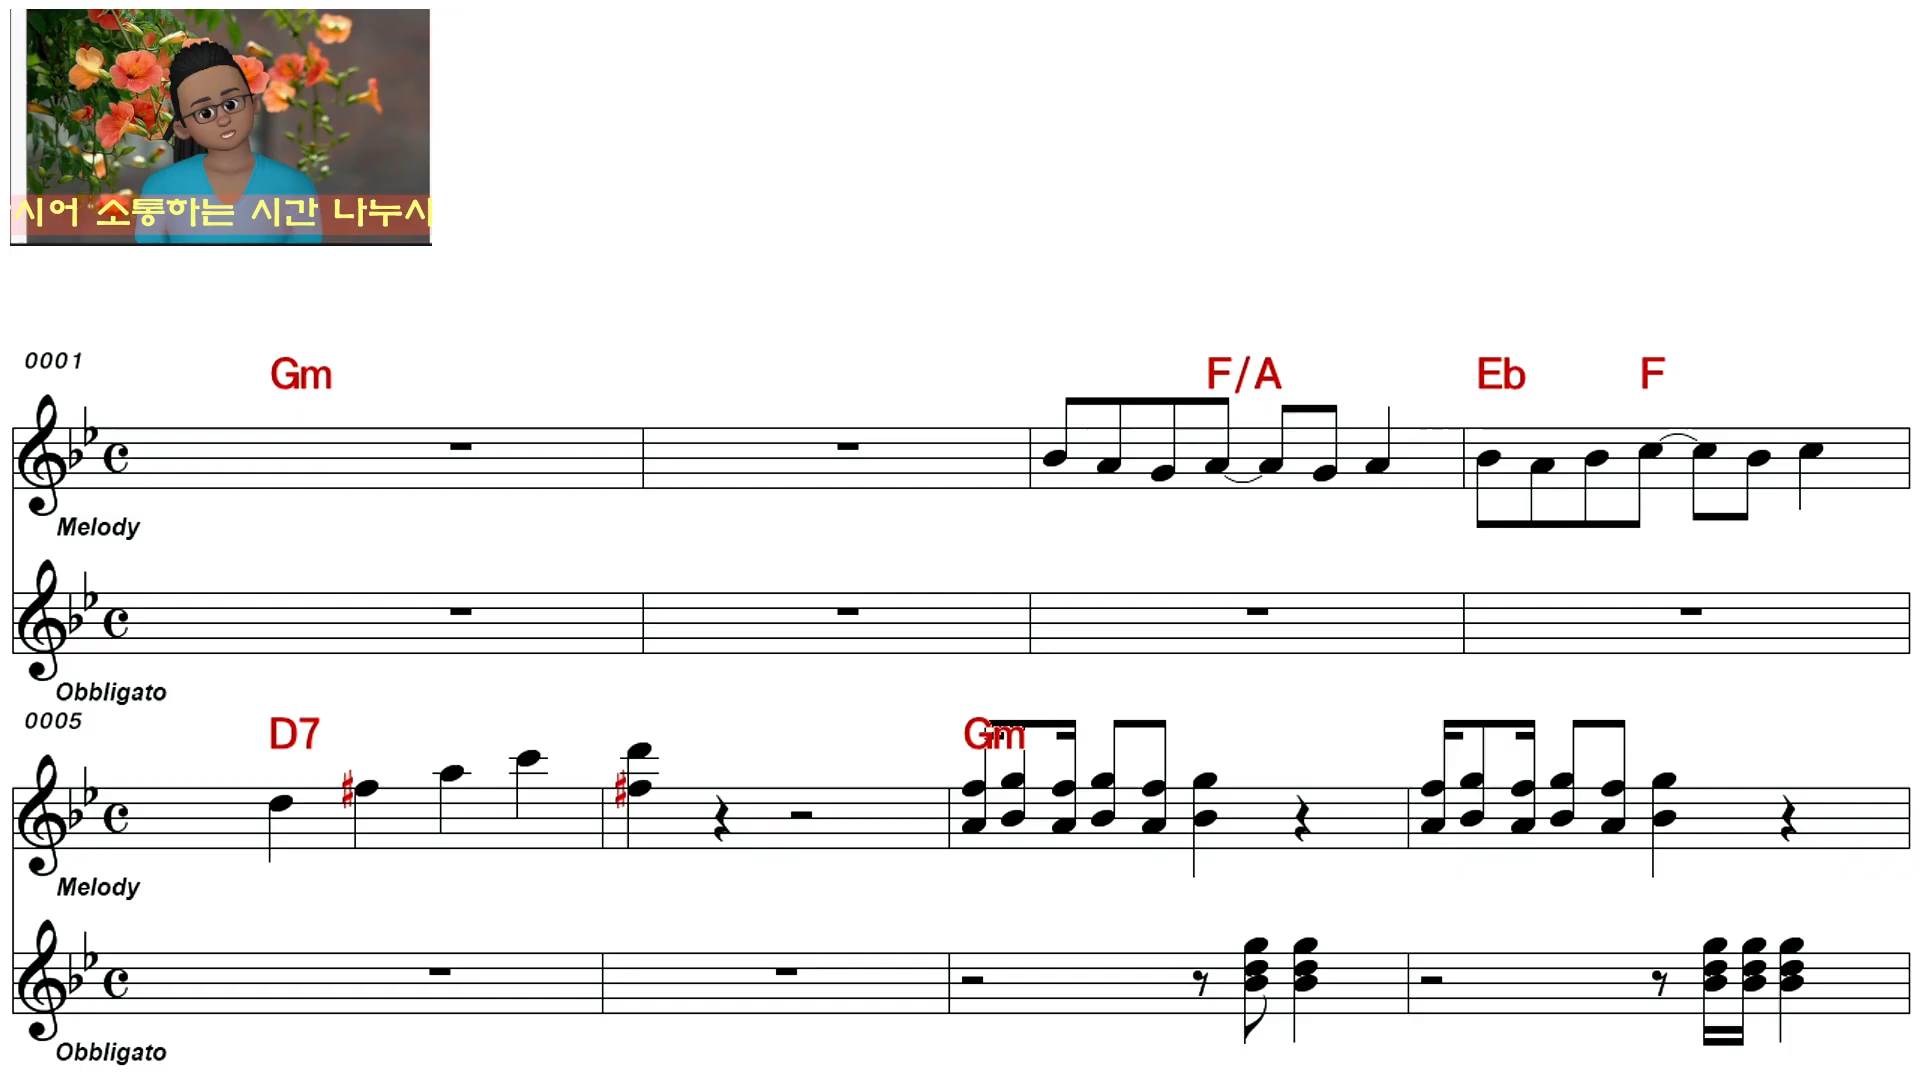 시어 소통하는 시간 나누시
0001
Gm F/A Eb F
Melody
Obbligato
0005
D7 Gm
Melody
Obbligato